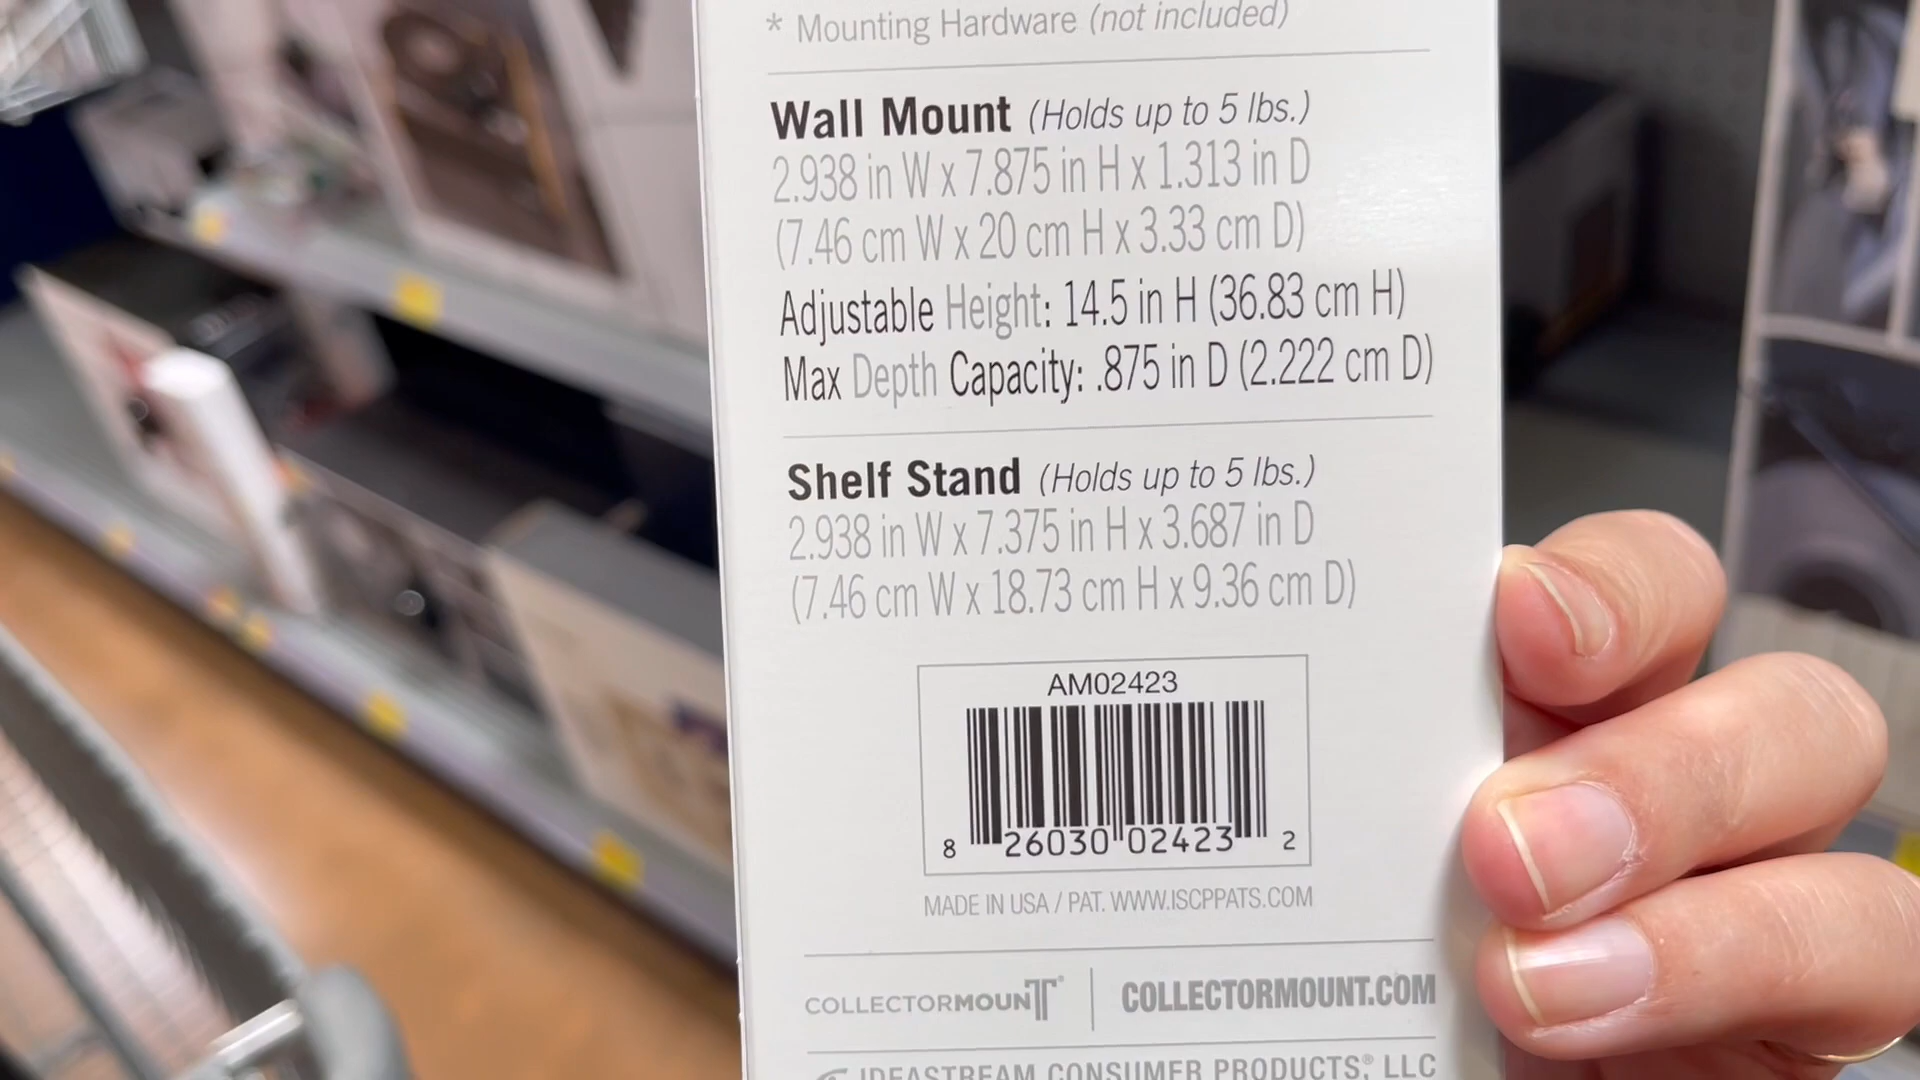 * Mounting Hardware (not included)
Wall Mount (Holds up to 5 lbs.)
2.938 in W x 7.875 in H x 1.313 in D
(7.46 cm W x 20 cm H x 3.33 cm D)
Adjustable Height: 14.5 in H (36.83 cm H)
Max Depth Capacity: .875 in D (2.222 cm D)
Shelf Stand (Holds up to 5 lbs.)
2.938 in W x 7.375 in H x 3.687 in D
(7.46 cm W x 18.73 cm H x 9.36 cm D)
AM02423
8 26030 02423 2
MADE IN USA / PAT. WWW.ISCPPATS.COM
COLLECTORMOUNT® COLLECTORMOUNT.COM
IDEASTREAM CONSUMER PRODUCTS,® LLC